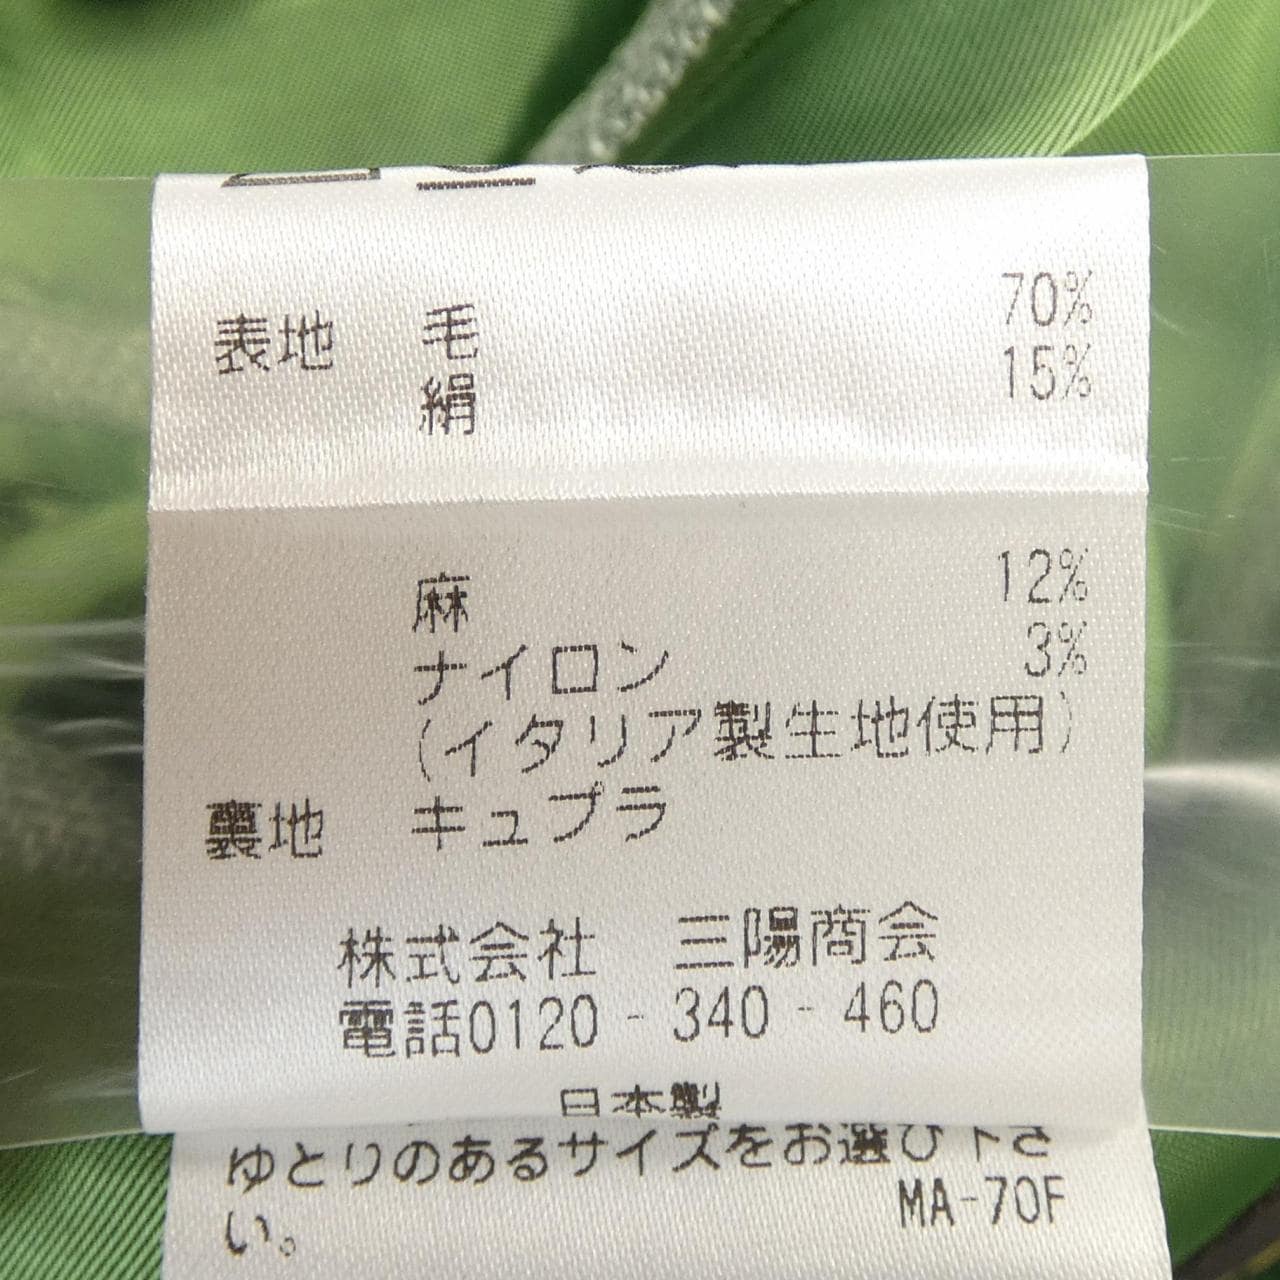 表地 毛 70%
絹 15%
麻 12%
ナイロン 3%
(イタリア製生地使用)
裏地 キュプラ
株式会社 三陽商会
電話0120-340-460
日本製
ゆとりのあるサイズをお選び下さ
い。
MA-70F